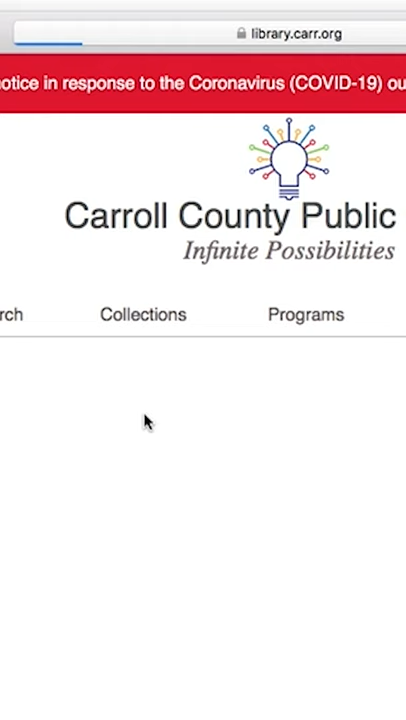 library.carr.org
notice in response to the Coronavirus (COVID-19) ou
Carroll County Public
Infinite Possibilities
rch Collections Programs